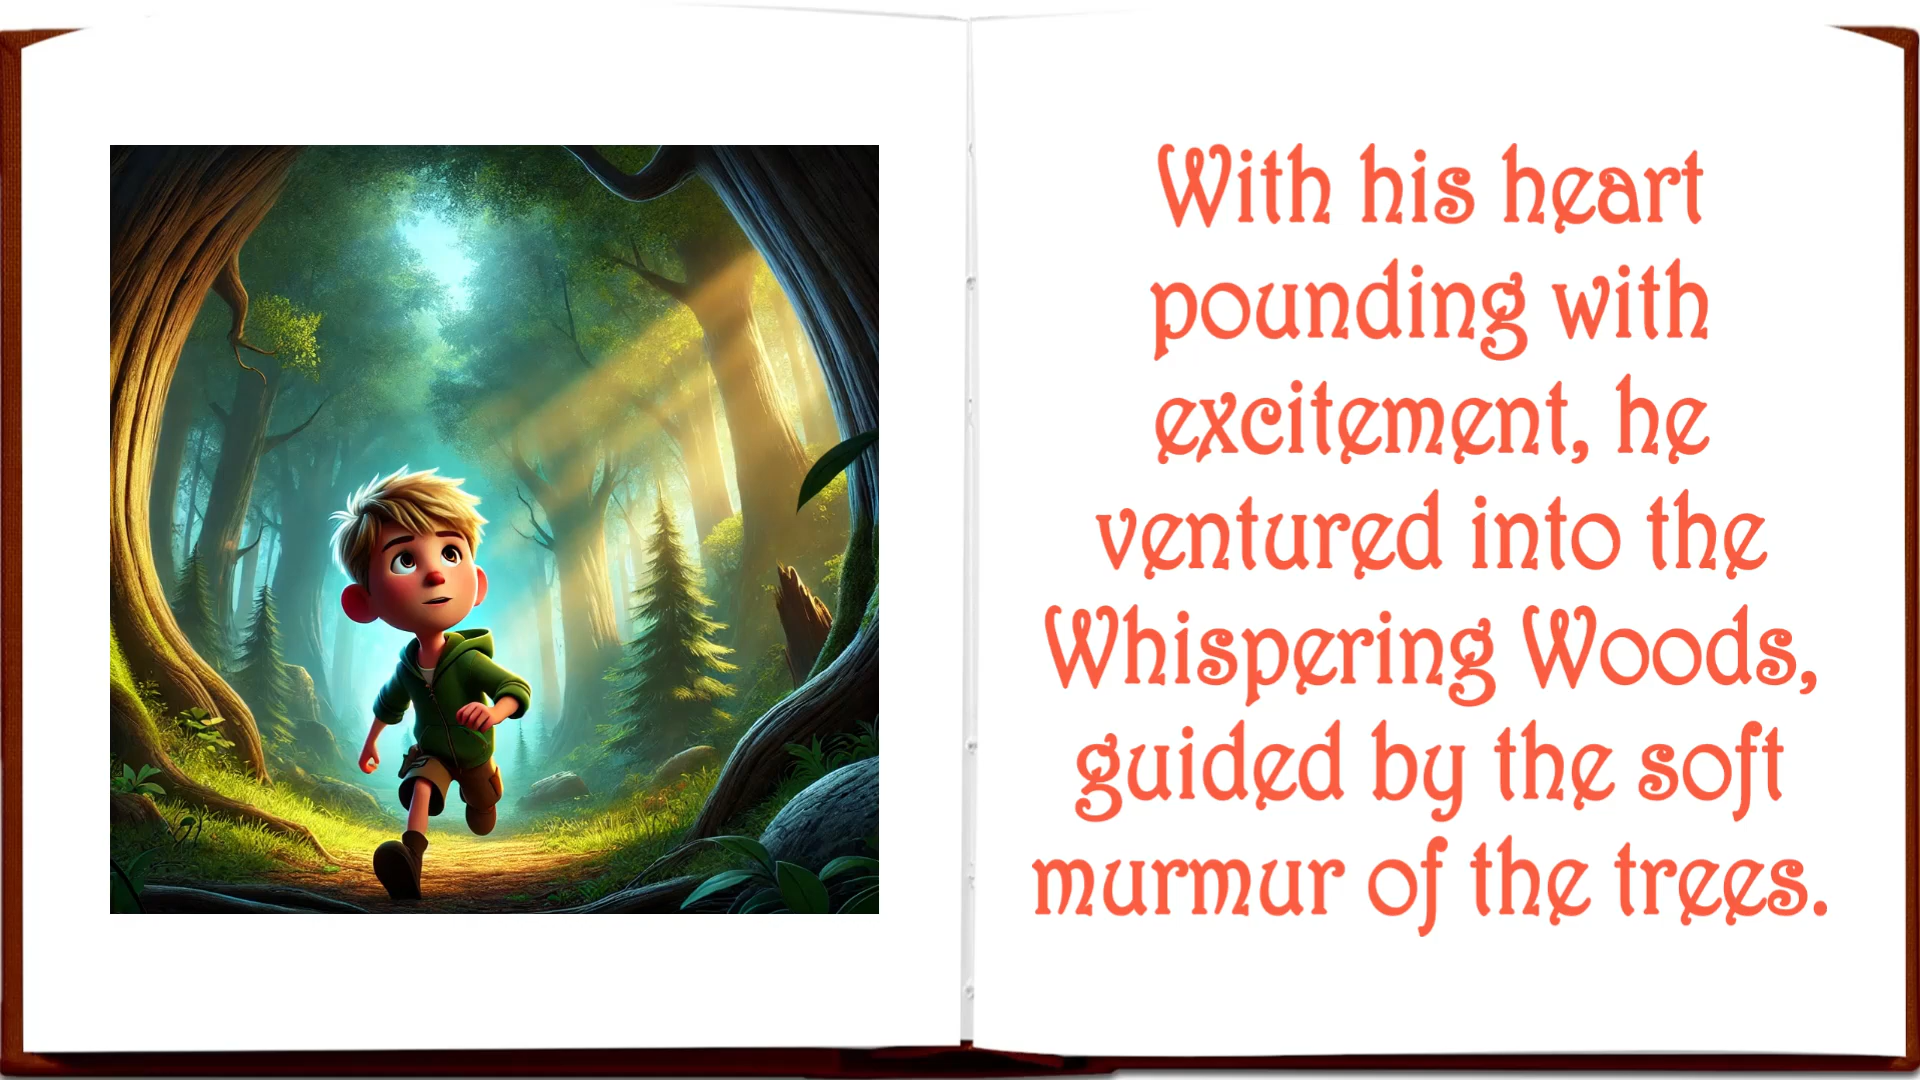 With his heart
pounding with
excitement, he
ventured into the
Whispering Woods,
guided by the soft
murmur of the trees.